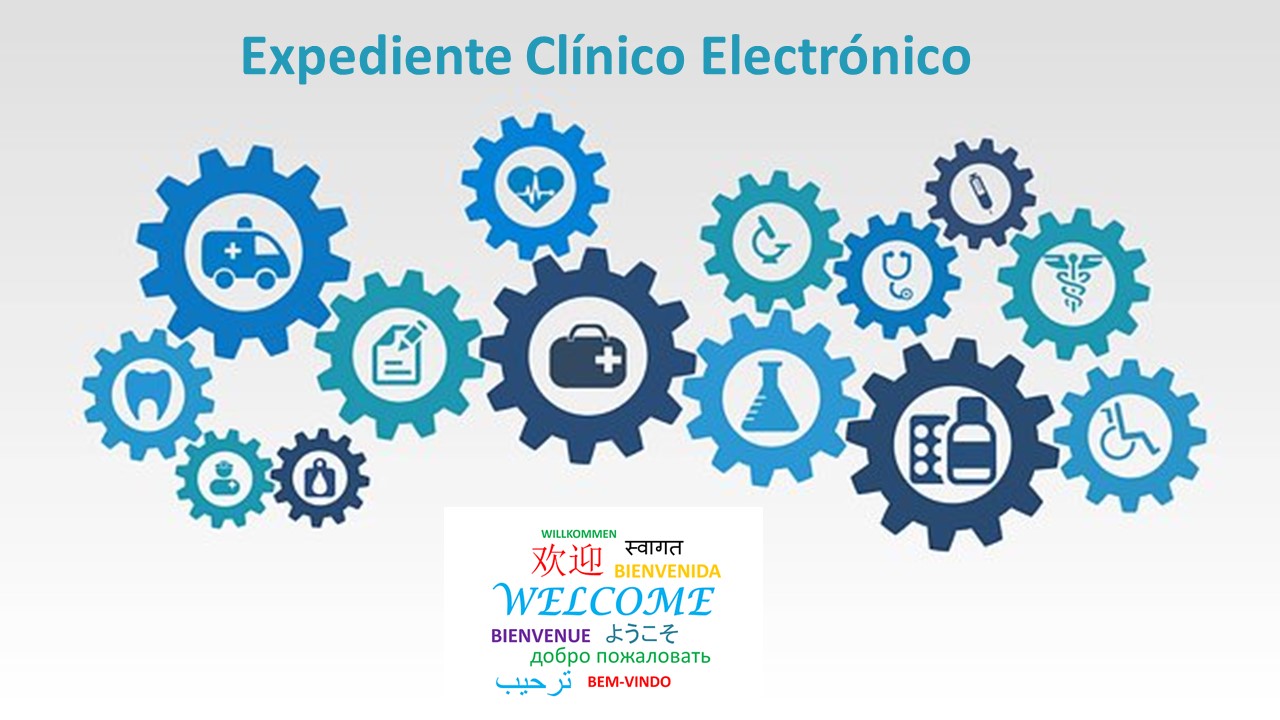 Expediente Clínico Electrónico
WILLKOMMEN
欢迎 स्वागत
BIENVENIDA
WELCOME
BIENVENUE ようこそ
добро пожаловать
ترحيب BEM-VINDO